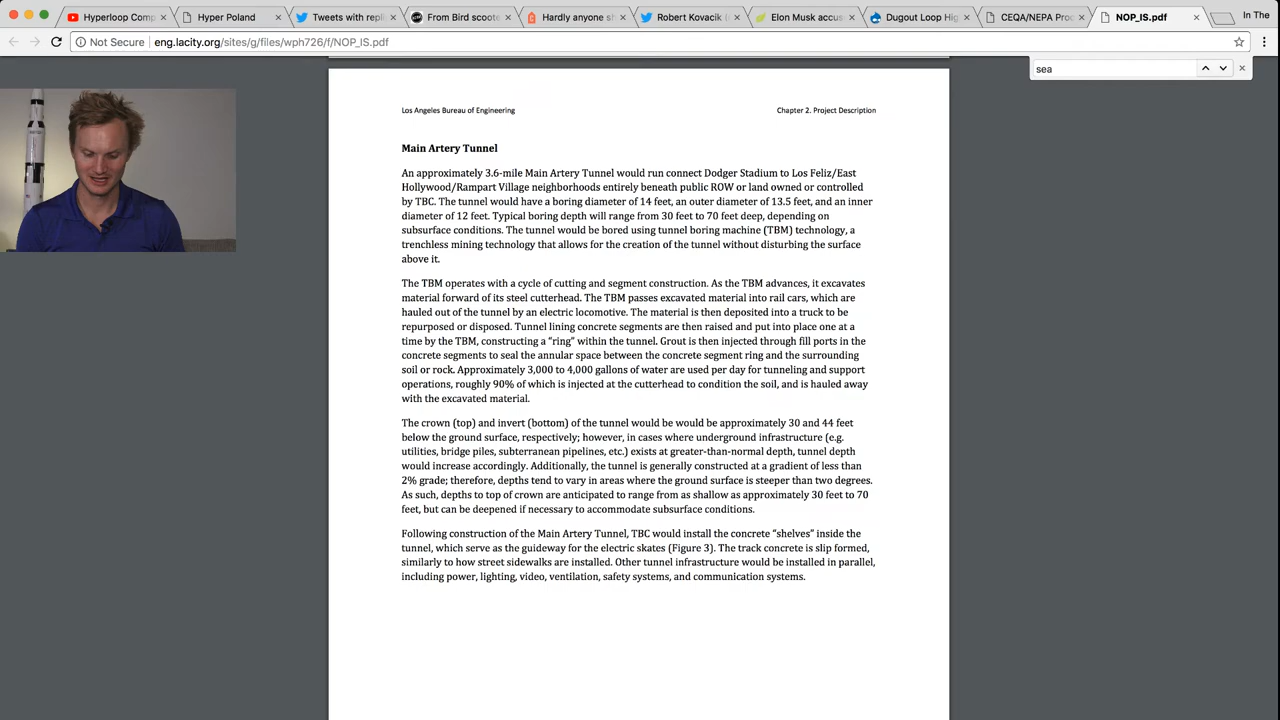 Hyperloop Comp
Hyper Poland
Tweets with repli
From Bird scoote
Hardly anyone sh
Robert Kovacik (
Elon Musk accus
Dugout Loop Hig
CEQA/NEPA Proc
NOP_IS.pdf
In The
Not Secure
eng.lacity.org/sites/g/files/wph726/f/NOP_IS.pdf
sea
Los Angeles Bureau of Engineering
Chapter 2. Project Description
Main Artery Tunnel
An approximately 3.6-mile Main Artery Tunnel would run connect Dodger Stadium to Los Feliz/East
Hollywood/Rampart Village neighborhoods entirely beneath public ROW or land owned or controlled
by TBC. The tunnel would have a boring diameter of 14 feet, an outer diameter of 13.5 feet, and an inner
diameter of 12 feet. Typical boring depth will range from 30 feet to 70 feet deep, depending on
subsurface conditions. The tunnel would be bored using tunnel boring machine (TBM) technology, a
trenchless mining technology that allows for the creation of the tunnel without disturbing the surface
above it.
The TBM operates with a cycle of cutting and segment construction. As the TBM advances, it excavates
material forward of its steel cutterhead. The TBM passes excavated material into rail cars, which are
hauled out of the tunnel by an electric locomotive. The material is then deposited into a truck to be
repurposed or disposed. Tunnel lining concrete segments are then raised and put into place one at a
time by the TBM, constructing a “ring” within the tunnel. Grout is then injected through fill ports in the
concrete segments to seal the annular space between the concrete segment ring and the surrounding
soil or rock. Approximately 3,000 to 4,000 gallons of water are used per day for tunneling and support
operations, roughly 90% of which is injected at the cutterhead to condition the soil, and is hauled away
with the excavated material.
The crown (top) and invert (bottom) of the tunnel would be would be approximately 30 and 44 feet
below the ground surface, respectively; however, in cases where underground infrastructure (e.g.
utilities, bridge piles, subterranean pipelines, etc.) exists at greater-than-normal depth, tunnel depth
would increase accordingly. Additionally, the tunnel is generally constructed at a gradient of less than
2% grade; therefore, depths tend to vary in areas where the ground surface is steeper than two degrees.
As such, depths to top of crown are anticipated to range from as shallow as approximately 30 feet to 70
feet, but can be deepened if necessary to accommodate subsurface conditions.
Following construction of the Main Artery Tunnel, TBC would install the concrete “shelves” inside the
tunnel, which serve as the guideway for the electric skates (Figure 3). The track concrete is slip formed,
similarly to how street sidewalks are installed. Other tunnel infrastructure would be installed in parallel,
including power, lighting, video, ventilation, safety systems, and communication systems.